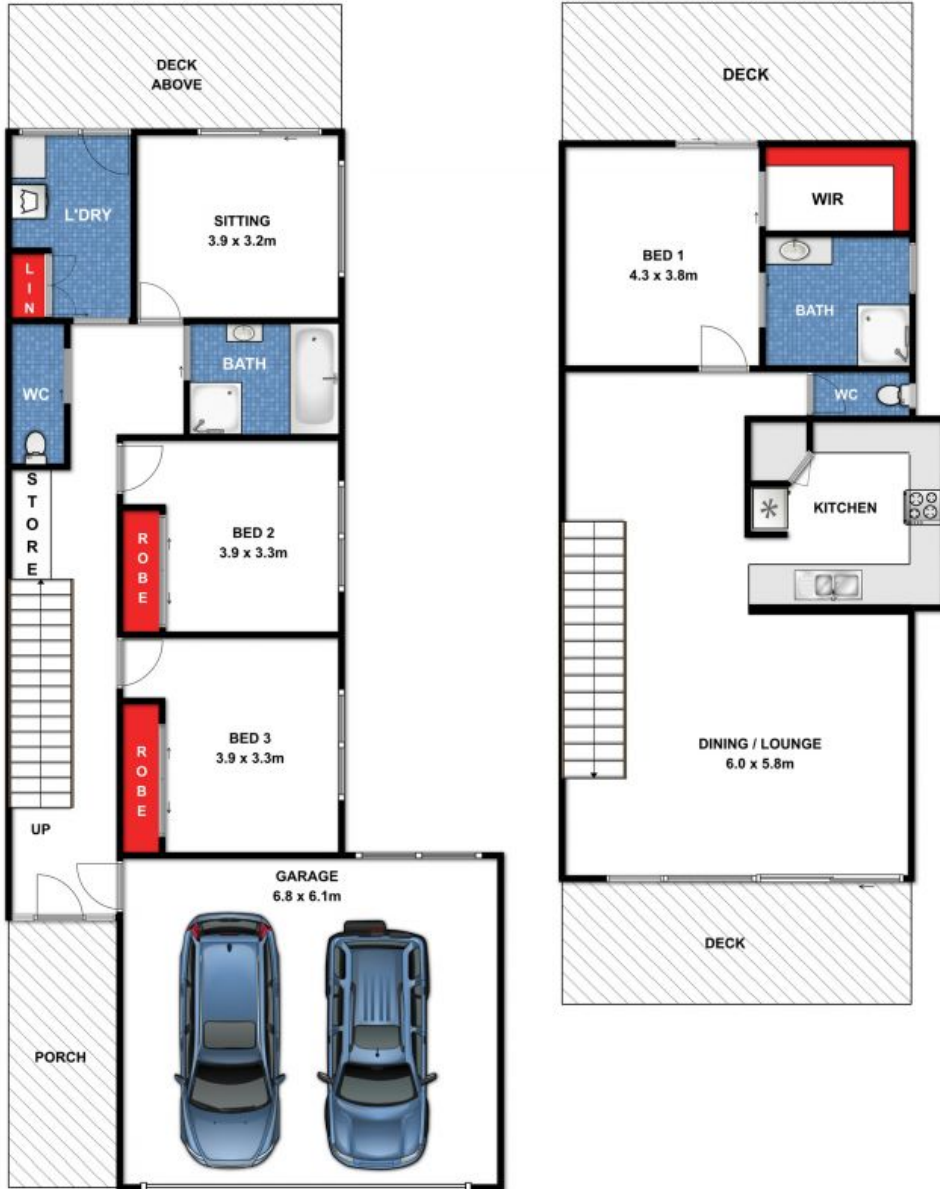 DECK
ABOVE
L'DRY
SITTING
3.9 x 3.2m
L
I
N
WC
BATH
S
T
O
R
E
BED 2
3.9 x 3.3m
R
O
B
E
BED 3
3.9 x 3.3m
R
O
B
E
UP
GARAGE
6.8 x 6.1m
PORCH
DECK
WIR
BED 1
4.3 x 3.8m
BATH
WC
KITCHEN
DINING / LOUNGE
6.0 x 5.8m
DECK